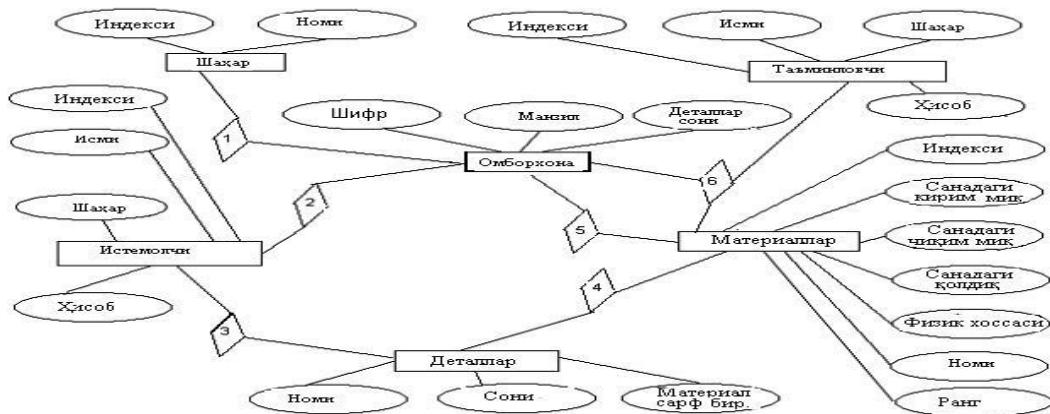 Индекси
Номи
Шаҳар
Индекси
Исми
Шаҳар
Таъминловчи
Ҳисоб
Индекси
Исми
Шаҳар
Истемолчи
Ҳисоб
1
2
3
Шифр
Манзил
Деталлар
сони
Омборхона
6
5
4
Индекси
Санадаги
кирим миқ
Материаллар
Санадаги
чиқим миқ
Санадаги
қолдиқ
Физик хоссаси
Номи
Ранг
Деталлар
Номи
Сони
Материал
сарф бир.